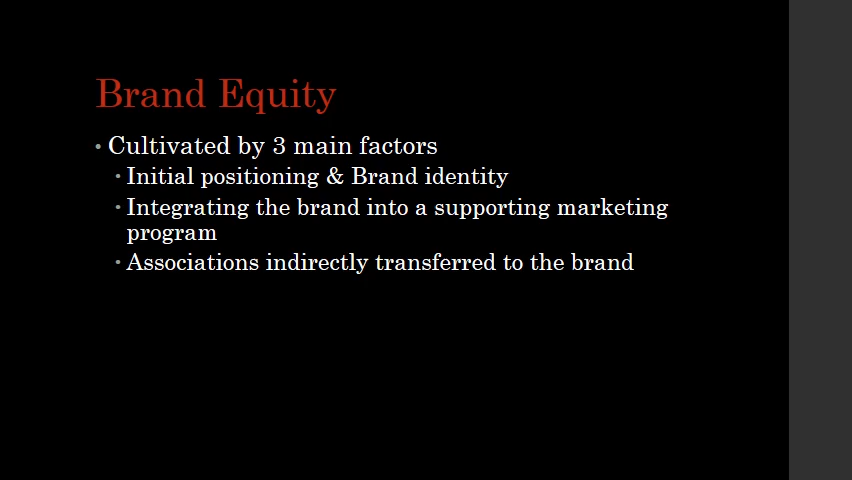 Brand Equity
• Cultivated by 3 main factors
• Initial positioning & Brand identity
• Integrating the brand into a supporting marketing
program
• Associations indirectly transferred to the brand